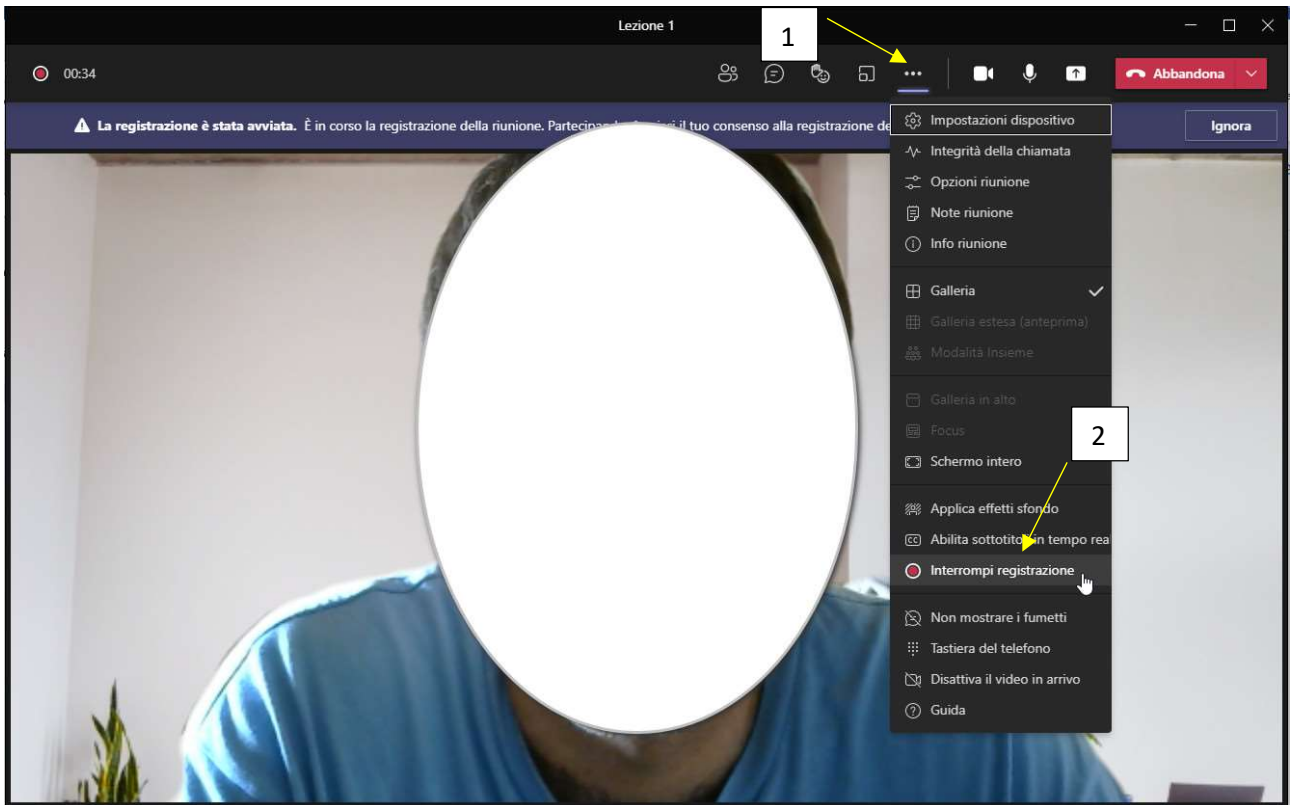 Lezione 1
1
00:34
Abbandona
La registrazione è stata avviata. È in corso la registrazione della riunione. il tuo consenso alla registrazione
Ignora
Impostazioni dispositivo
Integrità della chiamata
Opzioni riunione
Note riunione
Info riunione
Galleria
Galleria estesa (anteprima)
Modalità Insieme
Galleria in alto
Focus
2
Schermo intero
Applica effetti sfondo
CC Abilita sottotitoli in tempo rea
Interrompi registrazione
Non mostrare i fumetti
Tastiera del telefono
Disattiva il video in arrivo
Guida